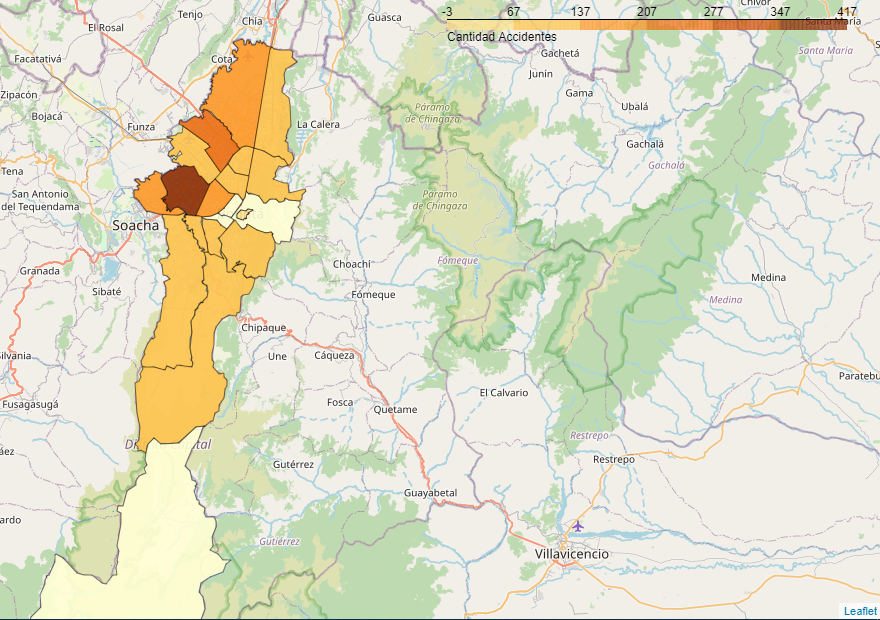 -3 67 137 207 277 347 417
Cantidad Accidentes
Tenjo
Chía
Guasca
Chivor
Santa María
El Rosal
Santa María
Facatativá
Cota
Gachetá
Junín
Zipacón
Gama
Ubalá
Bojacá
Funza
La Calera
Páramo
de Chingaza
Gachalá
Gachalá
Tena
San Antonio
del Tequendama
Páramo
de Chingaza
Soacha
Choachí
Fómeque
Granada
Medina
Sibaté
Fómeque
Medina
Chipaque
Silvania
Une
Cáqueza
Paratebu
El Calvario
Fusagasugá
Fosca
Quetame
Restrepo
Gutérrez
Restrepo
Guayabetal
Gutiérrez
Villavicencio
Leaflet